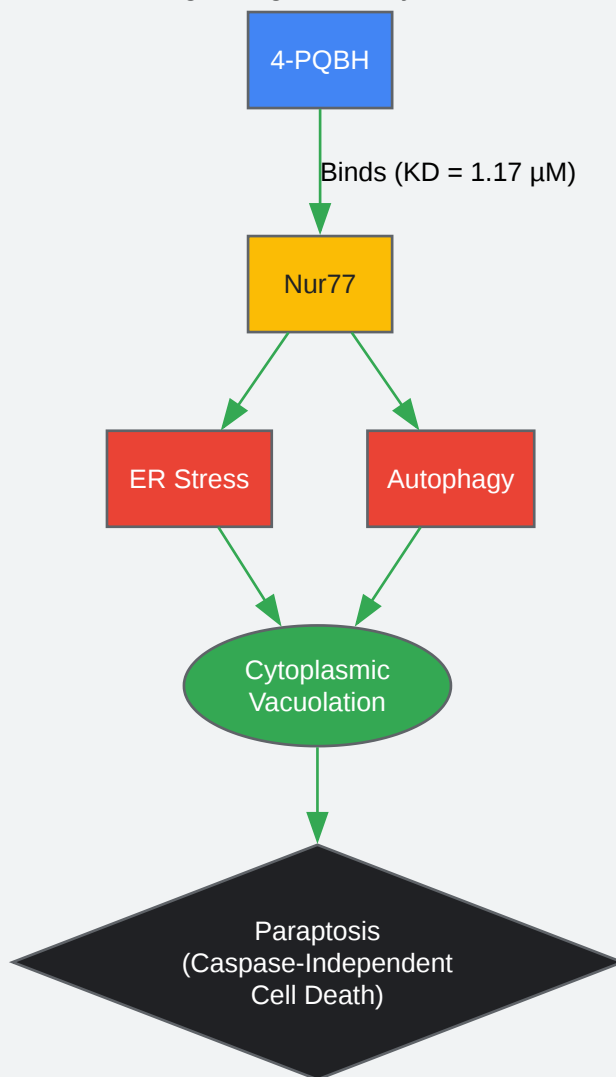 4-PQBH
Binds (KD = 1.17 µM)
Nur77
ER Stress
Autophagy
Cytoplasmic
Vacuolation
Paraptosis
(Caspase-Independent
Cell Death)